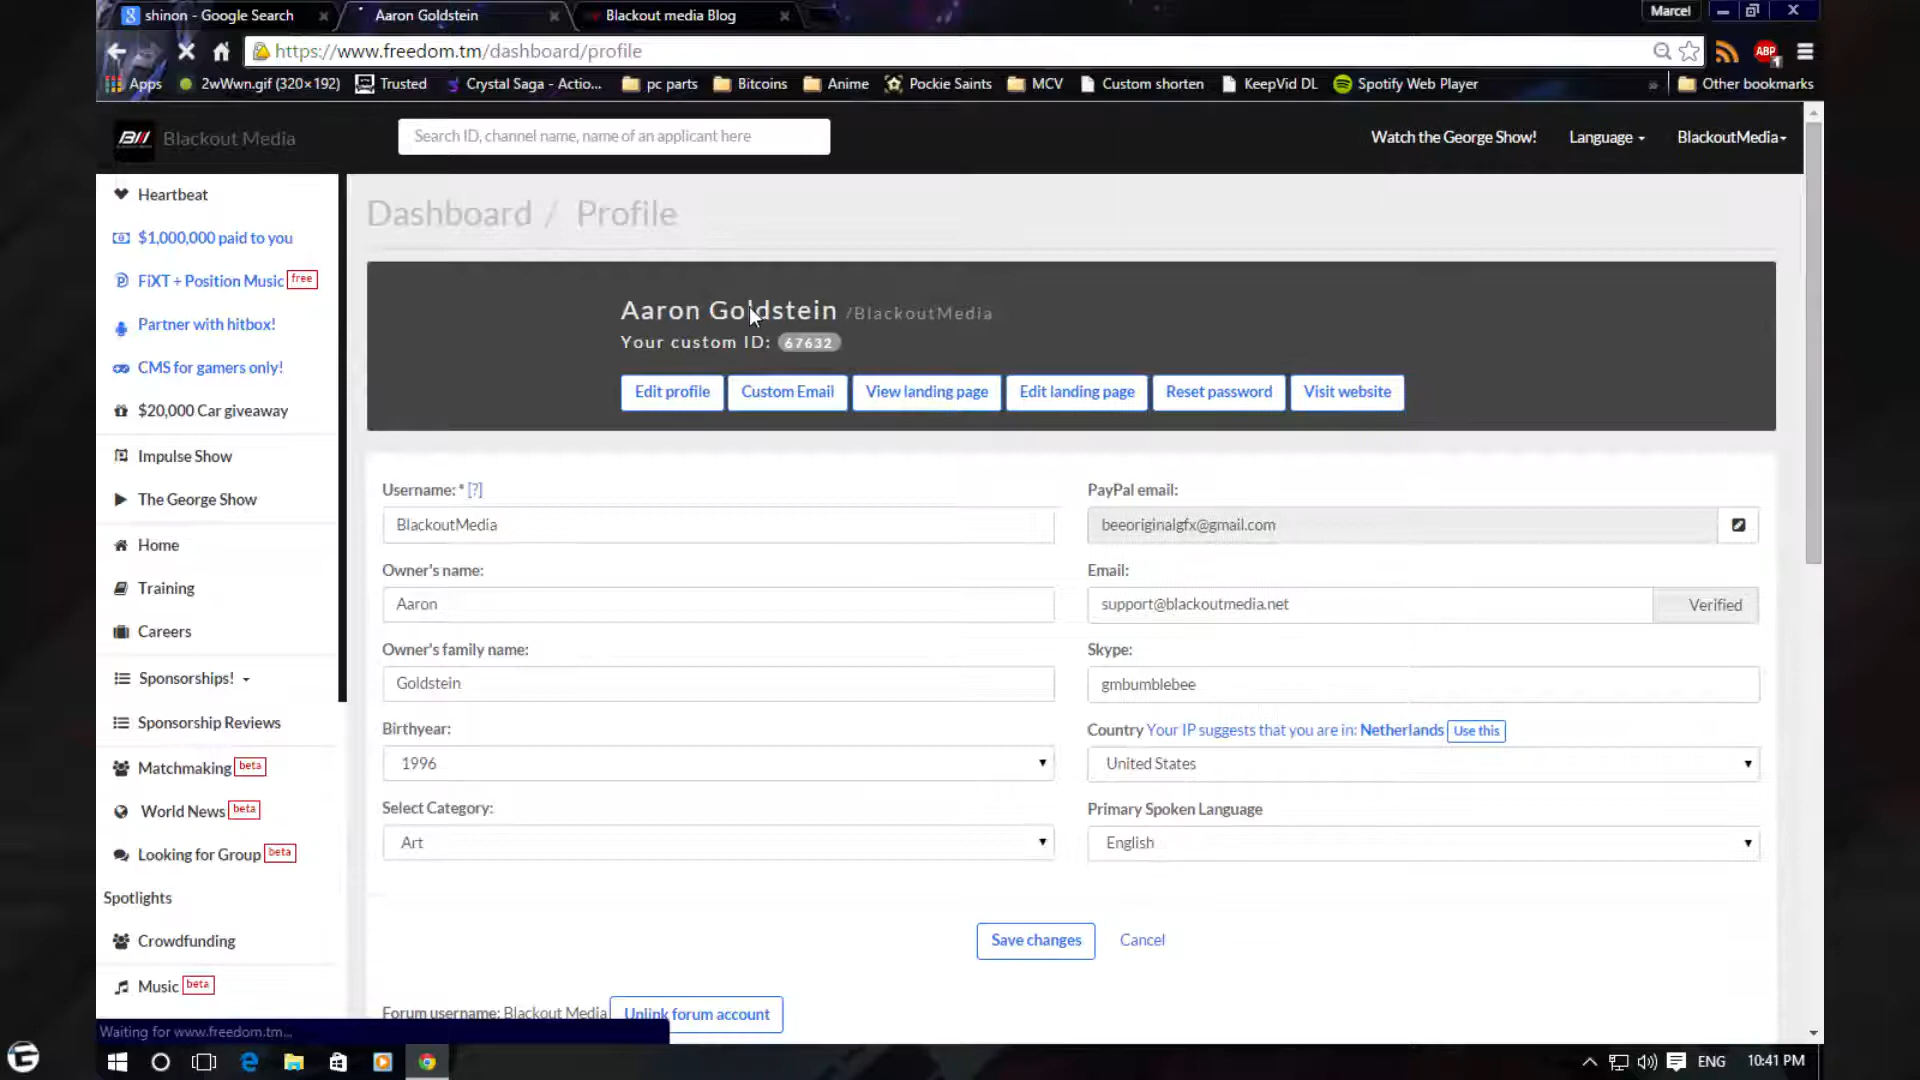 shinon - Google Search
Aaron Goldstein
Blackout media Blog
Marcel
https://www.freedom.tm/dashboard/profile
ABP
1
Apps
2wWwn.gif (320×192)
Trusted
Crystal Saga - Actio...
pc parts
Bitcoins
Anime
Pockie Saints
MCV
Custom shorten
KeepVid DL
Spotify Web Player
»
Other bookmarks
Blackout Media
Search ID, channel name, name of an applicant here
Watch the George Show!
Language
BlackoutMedia
Heartbeat
$1,000,000 paid to you
FiXT + Position Music free
Partner with hitbox!
CMS for gamers only!
$20,000 Car giveaway
Impulse Show
The George Show
Home
Training
Careers
Sponsorships!
Sponsorship Reviews
Matchmaking beta
World News beta
Looking for Group beta
Spotlights
Crowdfunding
Music beta
Dashboard / Profile
Aaron Goldstein /BlackoutMedia
Your custom ID: 67632
Edit profile
Custom Email
View landing page
Edit landing page
Reset password
Visit website
Username: * [?]
BlackoutMedia
PayPal email:
beeoriginalgfx@gmail.com
Owner's name:
Aaron
Email:
support@blackoutmedia.net
Verified
Owner's family name:
Goldstein
Skype:
gmbumblebee
Birthyear:
1996
Country Your IP suggests that you are in: Netherlands Use this
United States
Select Category:
Art
Primary Spoken Language
English
Save changes
Cancel
Forum username: Blackout Media
Unlink forum account
Waiting for www.freedom.tm...
ENG
10:41 PM